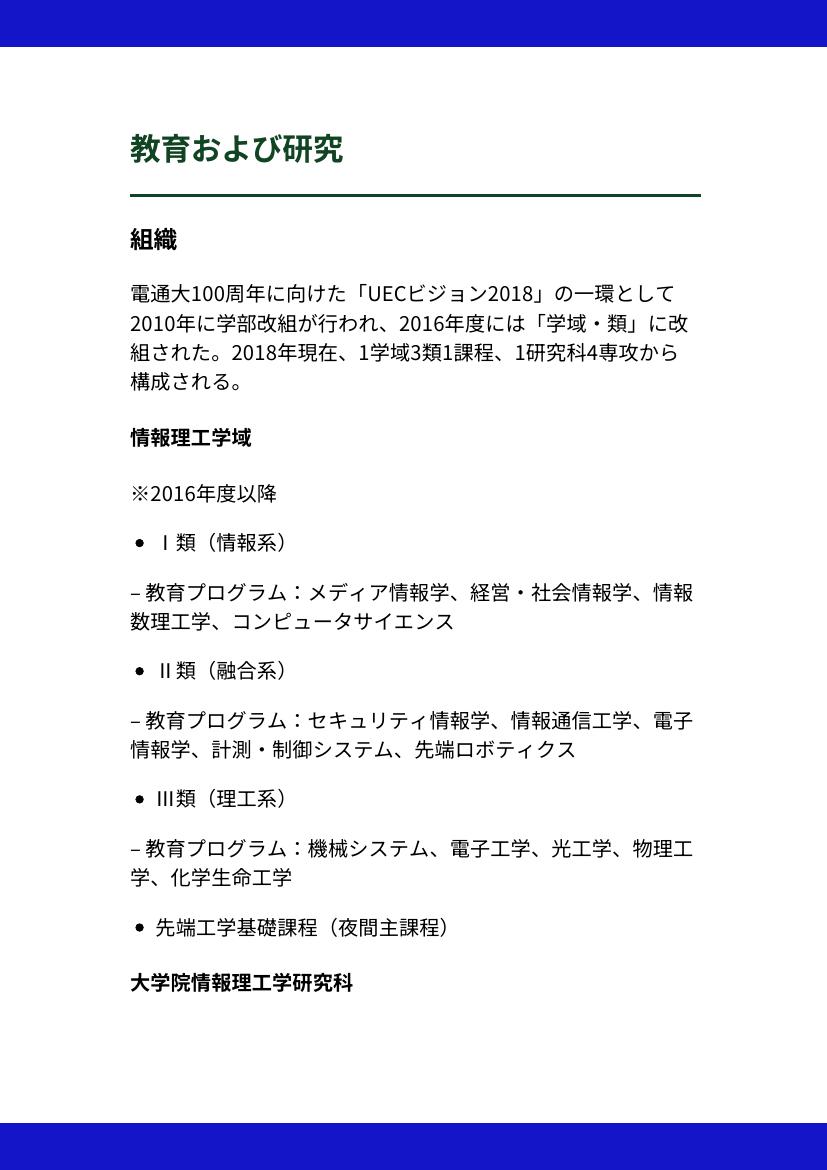 教育および研究
組織
電通大100周年に向けた「UECビジョン2018」の一環として
2010年に学部改組が行われ、2016年度には「学域・類」に改
組された。2018年現在、1学域3類1課程、1研究科4専攻から
構成される。
情報理工学域
※2016年度以降
• Ⅰ類（情報系）
– 教育プログラム：メディア情報学、経営・社会情報学、情報
数理工学、コンピュータサイエンス
• Ⅱ類（融合系）
– 教育プログラム：セキュリティ情報学、情報通信工学、電子
情報学、計測・制御システム、先端ロボティクス
• Ⅲ類（理工系）
– 教育プログラム：機械システム、電子工学、光工学、物理工
学、化学生命工学
• 先端工学基礎課程（夜間主課程）
大学院情報理工学研究科